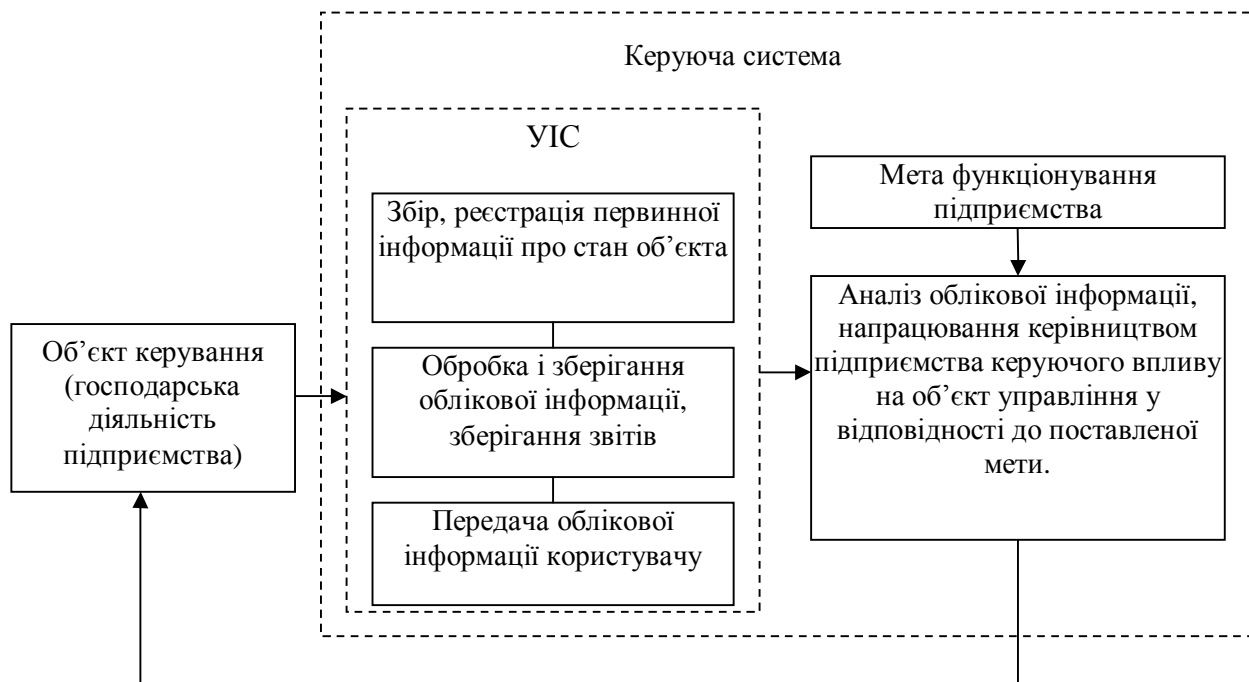 Керуюча система
УІС
Збір, реєстрація первинної
інформації про стан об’єкта
Обробка і зберігання
облікової інформації,
зберігання звітів
Передача облікової
інформації користувачу
Мета функціонування
підприємства
Аналіз облікової інформації,
напрацювання керівництвом
підприємства керуючого впливу
на об’єкт управління у
відповідності до поставленої
мети.
Об’єкт керування
(господарська
діяльність
підприємства)